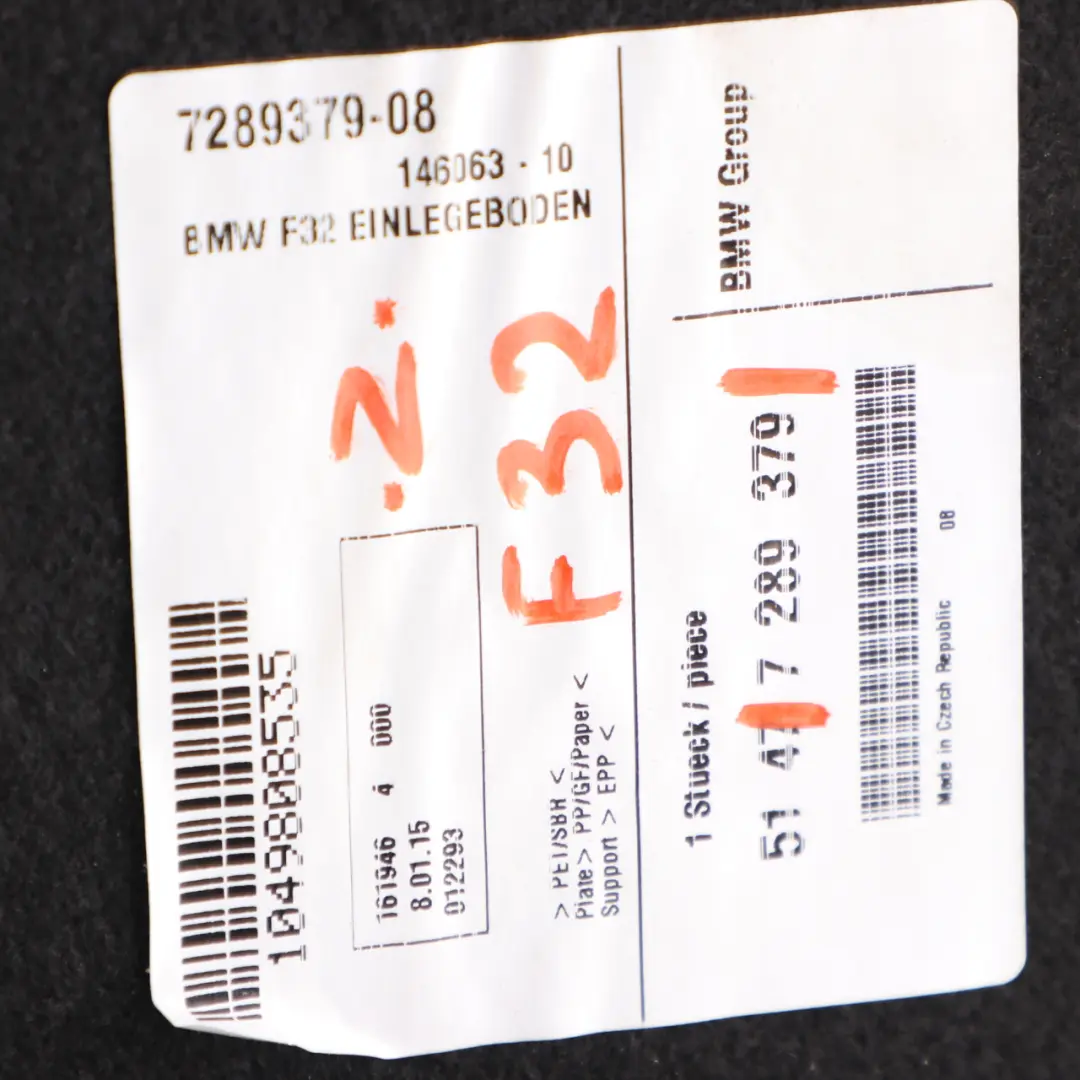 7289379-08
146063 - 10
BMW F32 EINLEGEBODEN
.Z.
F32
1049808535
161946 4 000
8.01.15
012293
> PET/SBR <
Plate> PP/GF/Paper <
Support > EPP <
BMW Group
1 Stueck / piece
51 47 7 289 379
Made in Czech Republic 08